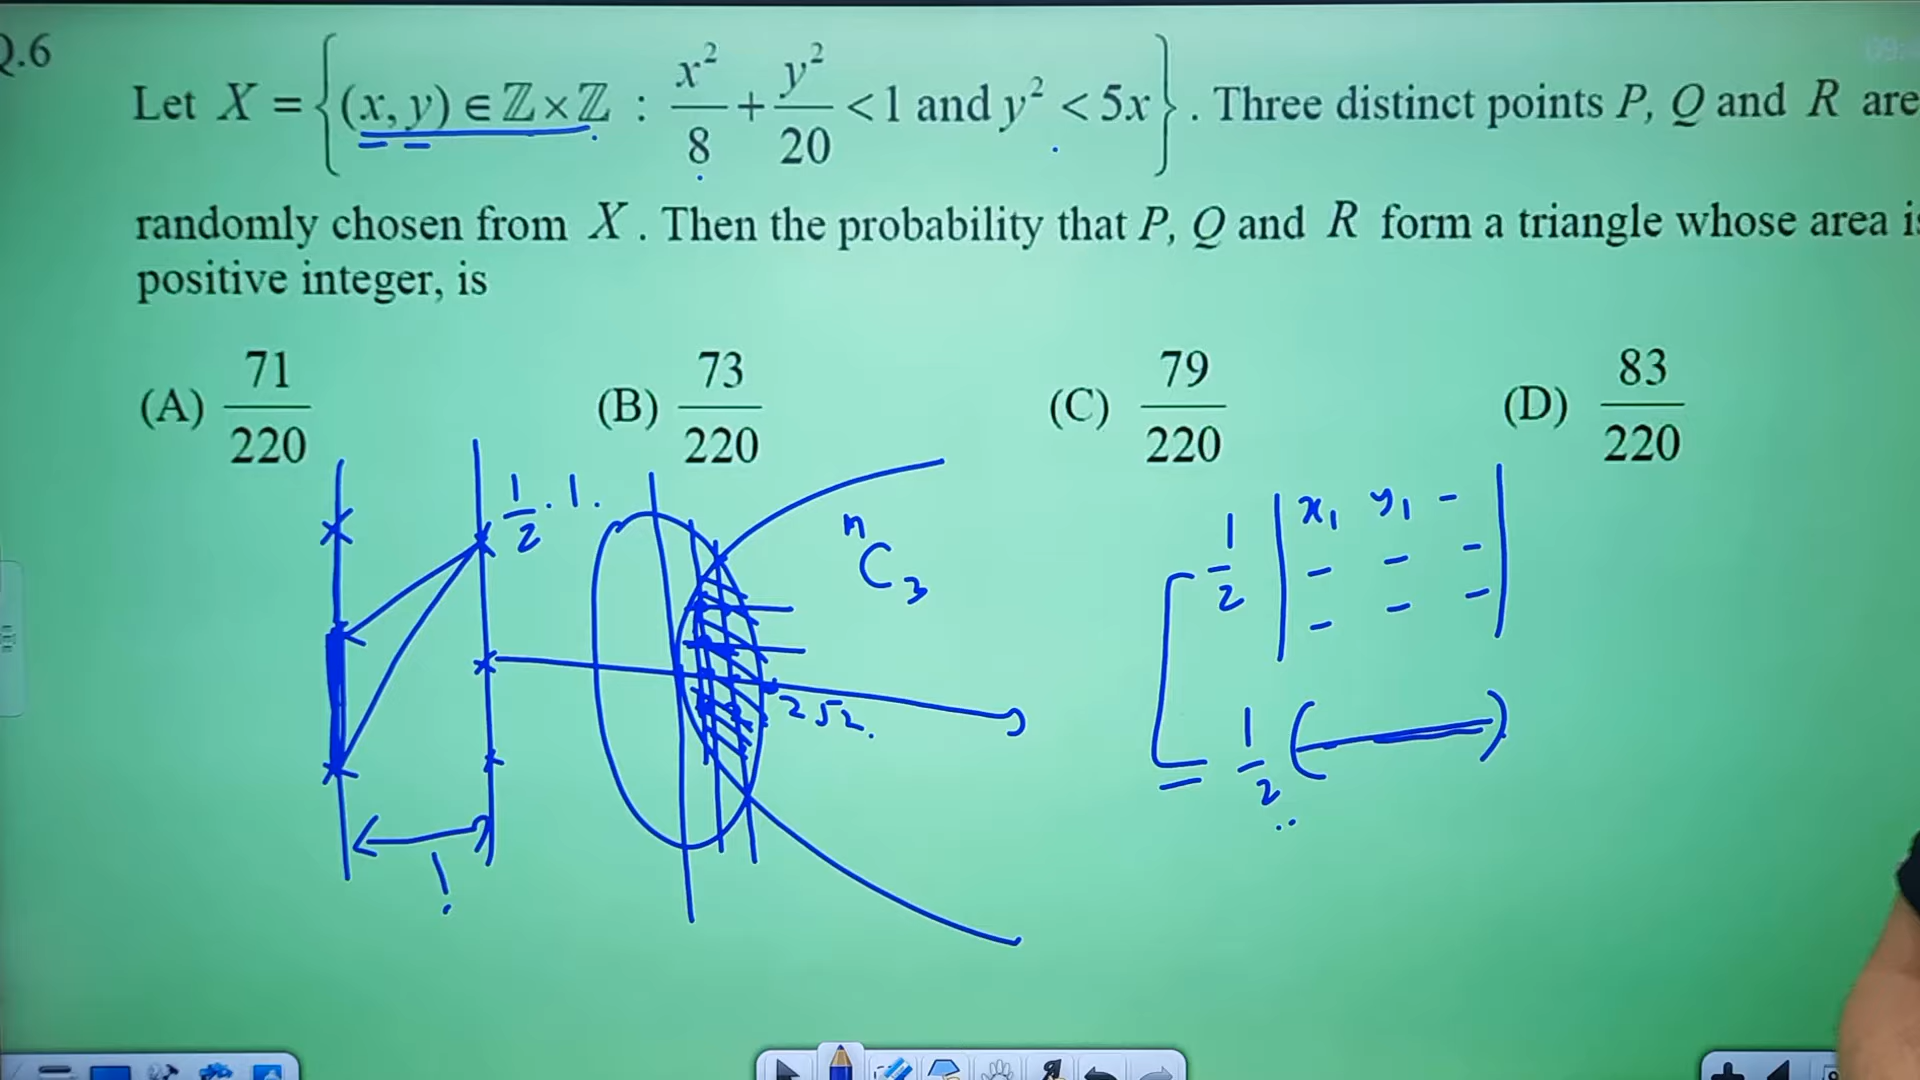 Q.6
Let X = {(x, y) ∈ ℤ×ℤ : x²/8 + y²/20 < 1 and y² < 5x}. Three distinct points P, Q and R are
randomly chosen from X. Then the probability that P, Q and R form a triangle whose area is
positive integer, is
(A) 71/220 (B) 73/220 (C) 79/220 (D) 83/220
1/2 . 1.
ⁿC₃
1/2 | x₁ y₁ - |
2√2.
1/2 ( )
1